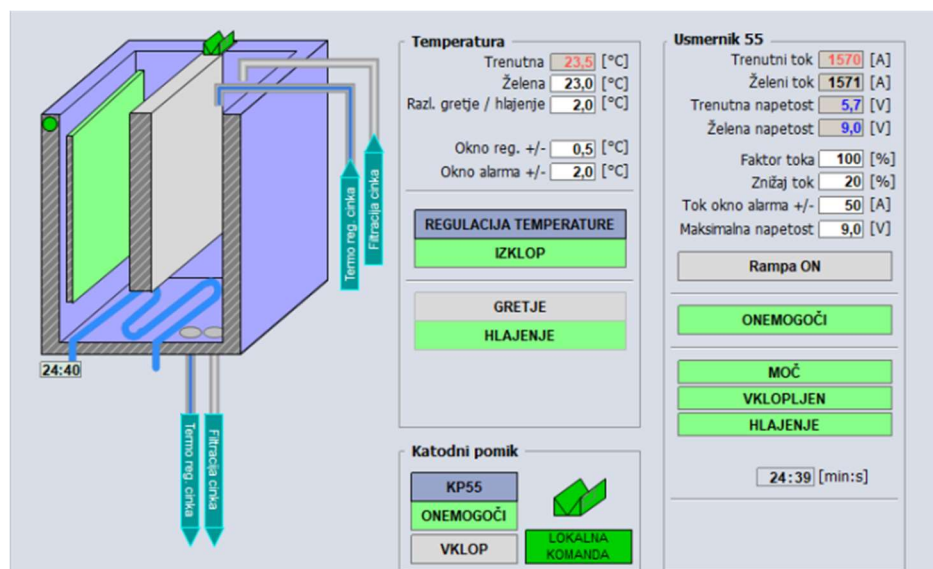 Termo reg. cinka
Filtracija cinka
24:40
Termo reg. cinka
Filtracija cinka
Temperatura
Trenutna 23,5 [°C]
Želena 23,0 [°C]
Razl. gretje / hlajenje 2,0 [°C]
Okno reg. +/- 0,5 [°C]
Okno alarma +/- 2,0 [°C]
REGULACIJA TEMPERATURE
IZKLOP
GRETJE
HLAJENJE
Katodni pomik
KP55
ONEMOGOČI
VKLOP
LOKALNA
KOMANDA
Usmernik 55
Trenutni tok 1570 [A]
Želeni tok 1571 [A]
Trenutna napetost 5,7 [V]
Želena napetost 9,0 [V]
Faktor toka 100 [%]
Znižaj tok 20 [%]
Tok okno alarma +/- 50 [A]
Maksimalna napetost 9,0 [V]
Rampa ON
ONEMOGOČI
MOČ
VKLOPLJEN
HLAJENJE
24:39 [min:s]